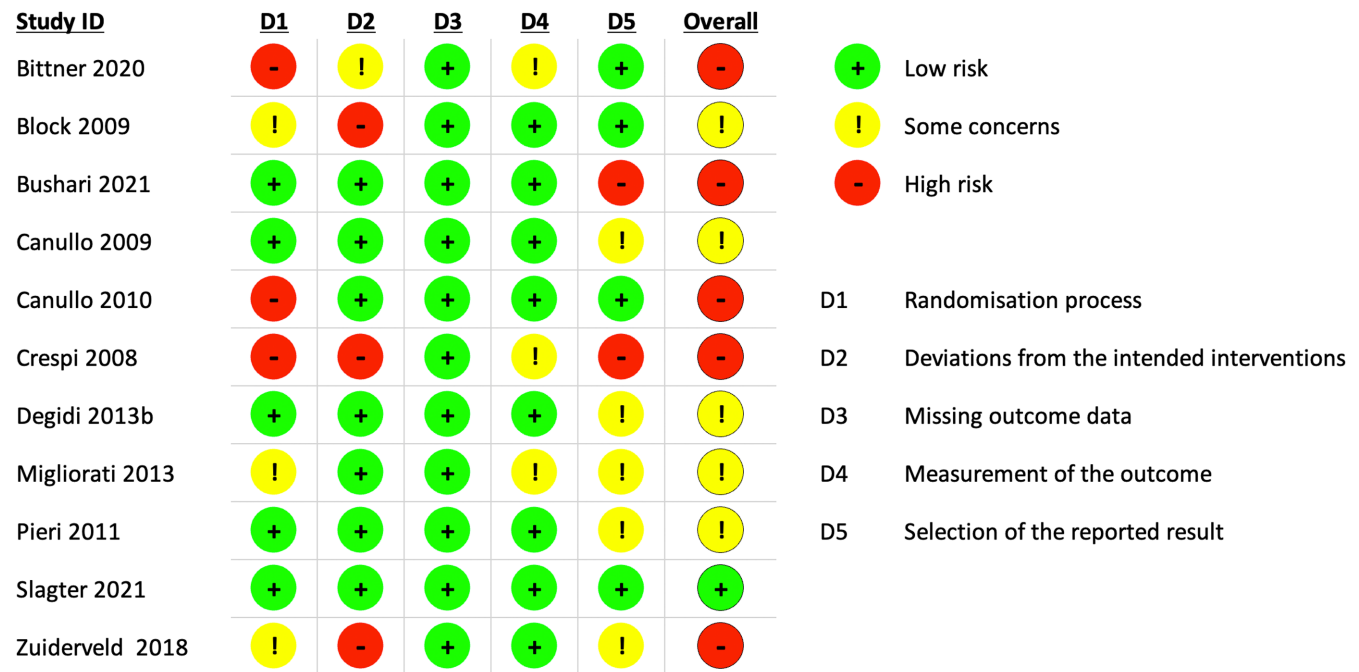 Study ID D1 D2 D3 D4 D5 Overall
Bittner 2020 - ! + ! + -
Block 2009 ! - + + + !
Bushari 2021 + + + + - -
Canullo 2009 + + + + ! !
Canullo 2010 - + + + + -
Crespi 2008 - - + ! - -
Degidi 2013b + + + + ! !
Migliorati 2013 ! + + ! ! !
Pieri 2011 + + + + ! !
Slagter 2021 + + + + + +
Zuiderveld 2018 ! - + + ! -
+ Low risk
! Some concerns
- High risk
D1 Randomisation process
D2 Deviations from the intended interventions
D3 Missing outcome data
D4 Measurement of the outcome
D5 Selection of the reported result